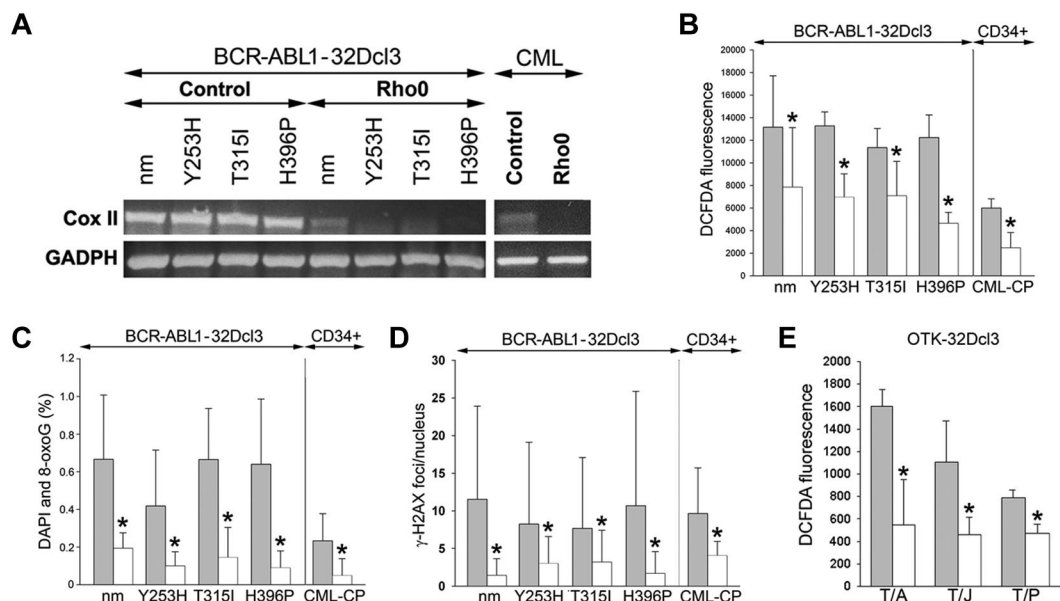 A
BCR-ABL1-32Dcl3
CML
Control
Rho0
nm
Y253H
T315I
H396P
nm
Y253H
T315I
H396P
Control
Rho0
Cox II
GADPH
B
BCR-ABL1-32Dcl3
CD34+
DCFDA fluorescence
20000
18000
16000
14000
12000
10000
8000
6000
4000
2000
0
* * * * *
nm Y253H T315I H396P CML-CP
C
BCR-ABL1-32Dcl3
CD34+
DAPI and 8-oxoG (%)
1.2
1.0
0.8
0.6
0.4
0.2
0
* * * * *
nm Y253H T315I H396P CML-CP
D
BCR-ABL1-32Dcl3
CD34+
γ-H2AX foci/nucleus
30
25
20
15
10
5
0
* * * * *
nm Y253H T315I H396P CML-CP
E
OTK-32Dcl3
DCFDA fluorescence
1800
1600
1400
1200
1000
800
600
400
200
0
* * *
T/A T/J T/P